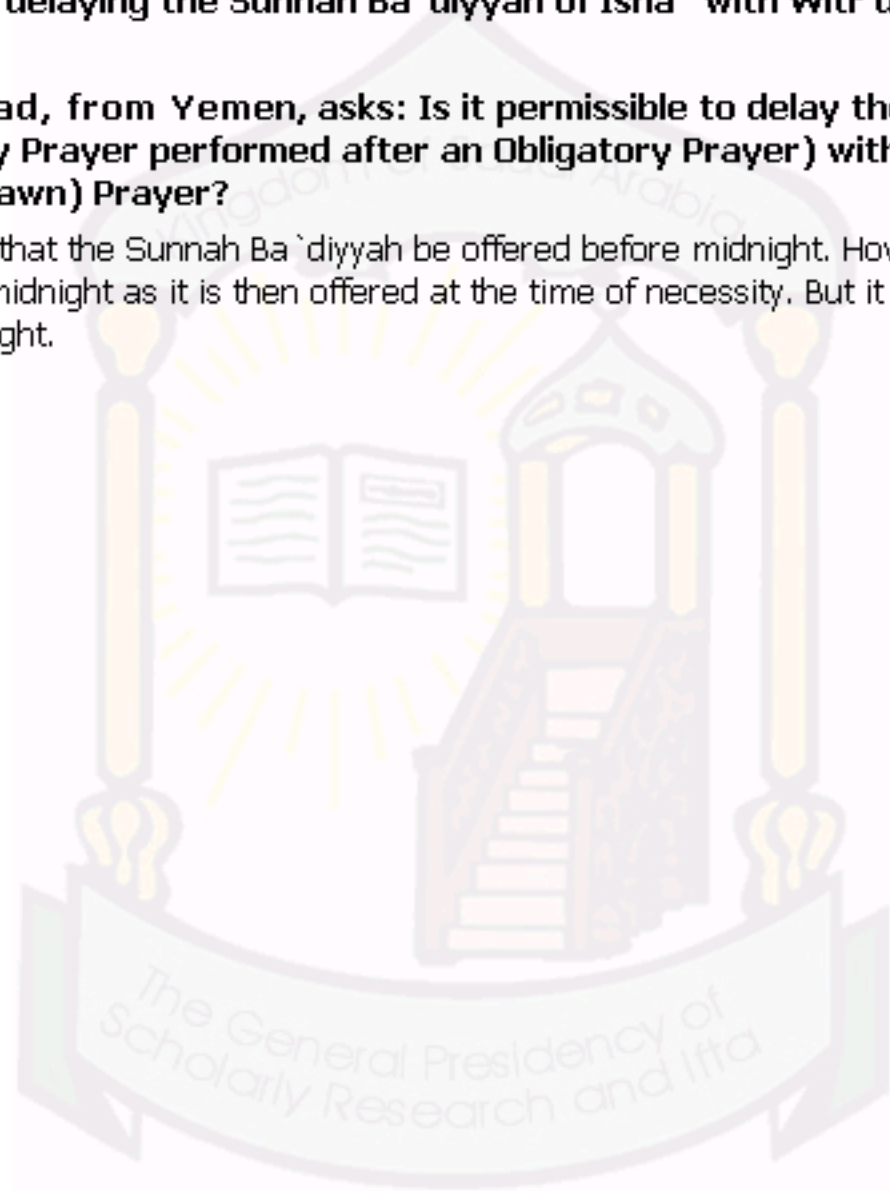 delaying the Sunnah Ba`diyyah of Isha' with Witr u
ad, from Yemen, asks: Is it permissible to delay the
y Prayer performed after an Obligatory Prayer) with
awn) Prayer?
that the Sunnah Ba`diyyah be offered before midnight. How
nidnight as it is then offered at the time of necessity. But it
ght.
Kingdom of Saudi Arabia
The General Presidency of
Scholarly Research and Ifta